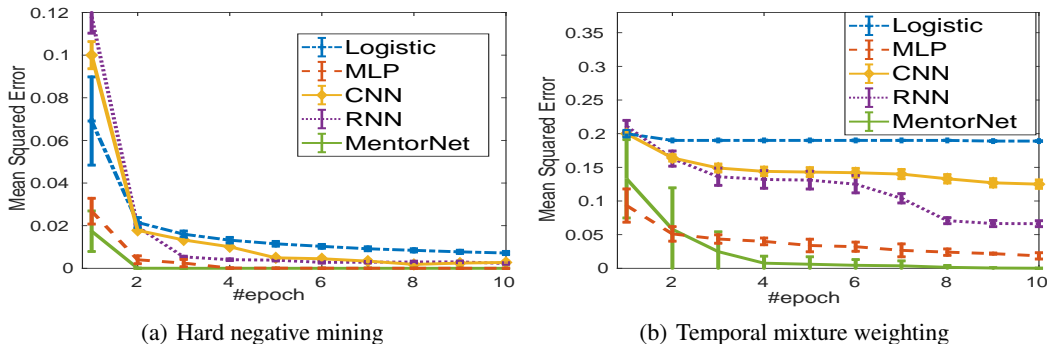 0.12
0.1
0.08
0.06
0.04
0.02
0
Mean Squared Error
Logistic
MLP
CNN
RNN
MentorNet
2 4 6 8 10
#epoch
(a) Hard negative mining
0.35
0.3
0.25
0.2
0.15
0.1
0.05
0
Mean Squared Error
Logistic
MLP
CNN
RNN
MentorNet
2 4 6 8 10
#epoch
(b) Temporal mixture weighting